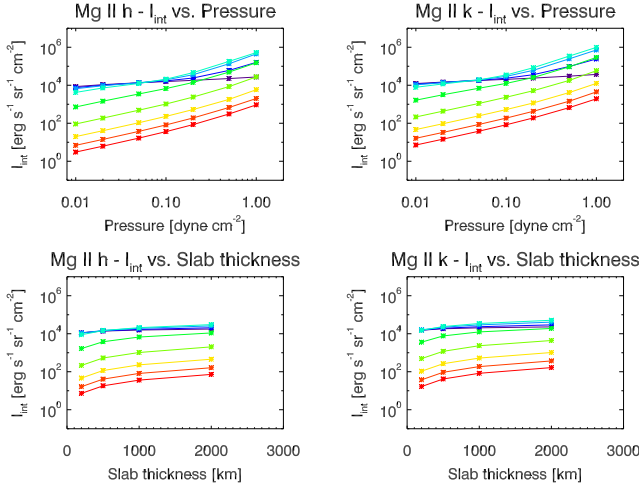 Mg II h - I_int vs. Pressure
I_int [erg s^-1 sr^-1 cm^-2]
10^6
10^4
10^2
10^0
0.01 0.10 1.00
Pressure [dyne cm^-2]
Mg II k - I_int vs. Pressure
I_int [erg s^-1 sr^-1 cm^-2]
10^6
10^4
10^2
10^0
0.01 0.10 1.00
Pressure [dyne cm^-2]
Mg II h - I_int vs. Slab thickness
I_int [erg s^-1 sr^-1 cm^-2]
10^6
10^4
10^2
10^0
0 1000 2000 3000
Slab thickness [km]
Mg II k - I_int vs. Slab thickness
I_int [erg s^-1 sr^-1 cm^-2]
10^6
10^4
10^2
10^0
0 1000 2000 3000
Slab thickness [km]